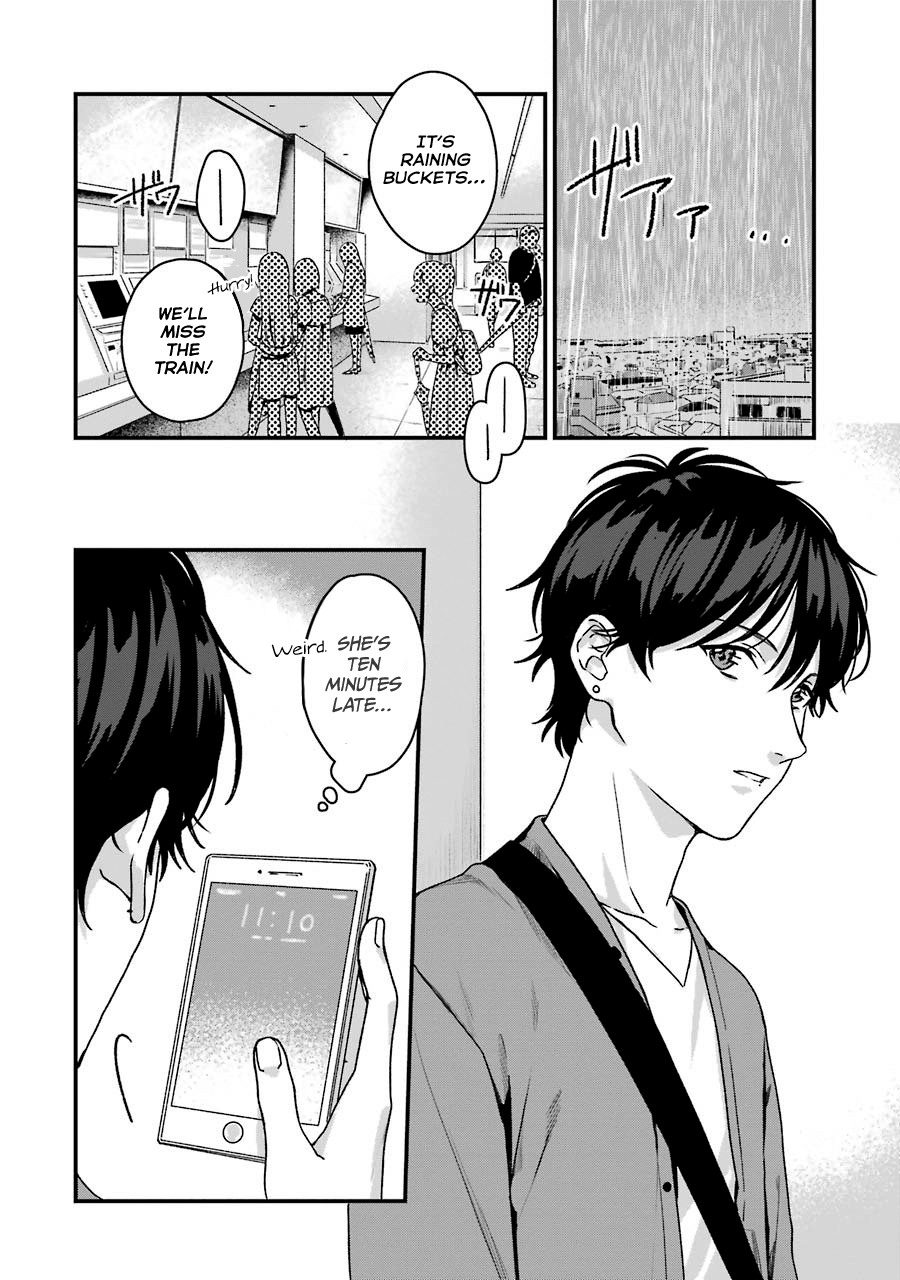 ザァァ...
IT'S
RAINING
BUCKETS...
ザワ
ザワ
Hurry!
WE'LL
MISS
THE
TRAIN!
Weird.
SHE'S
TEN
MINUTES
LATE...
11:10